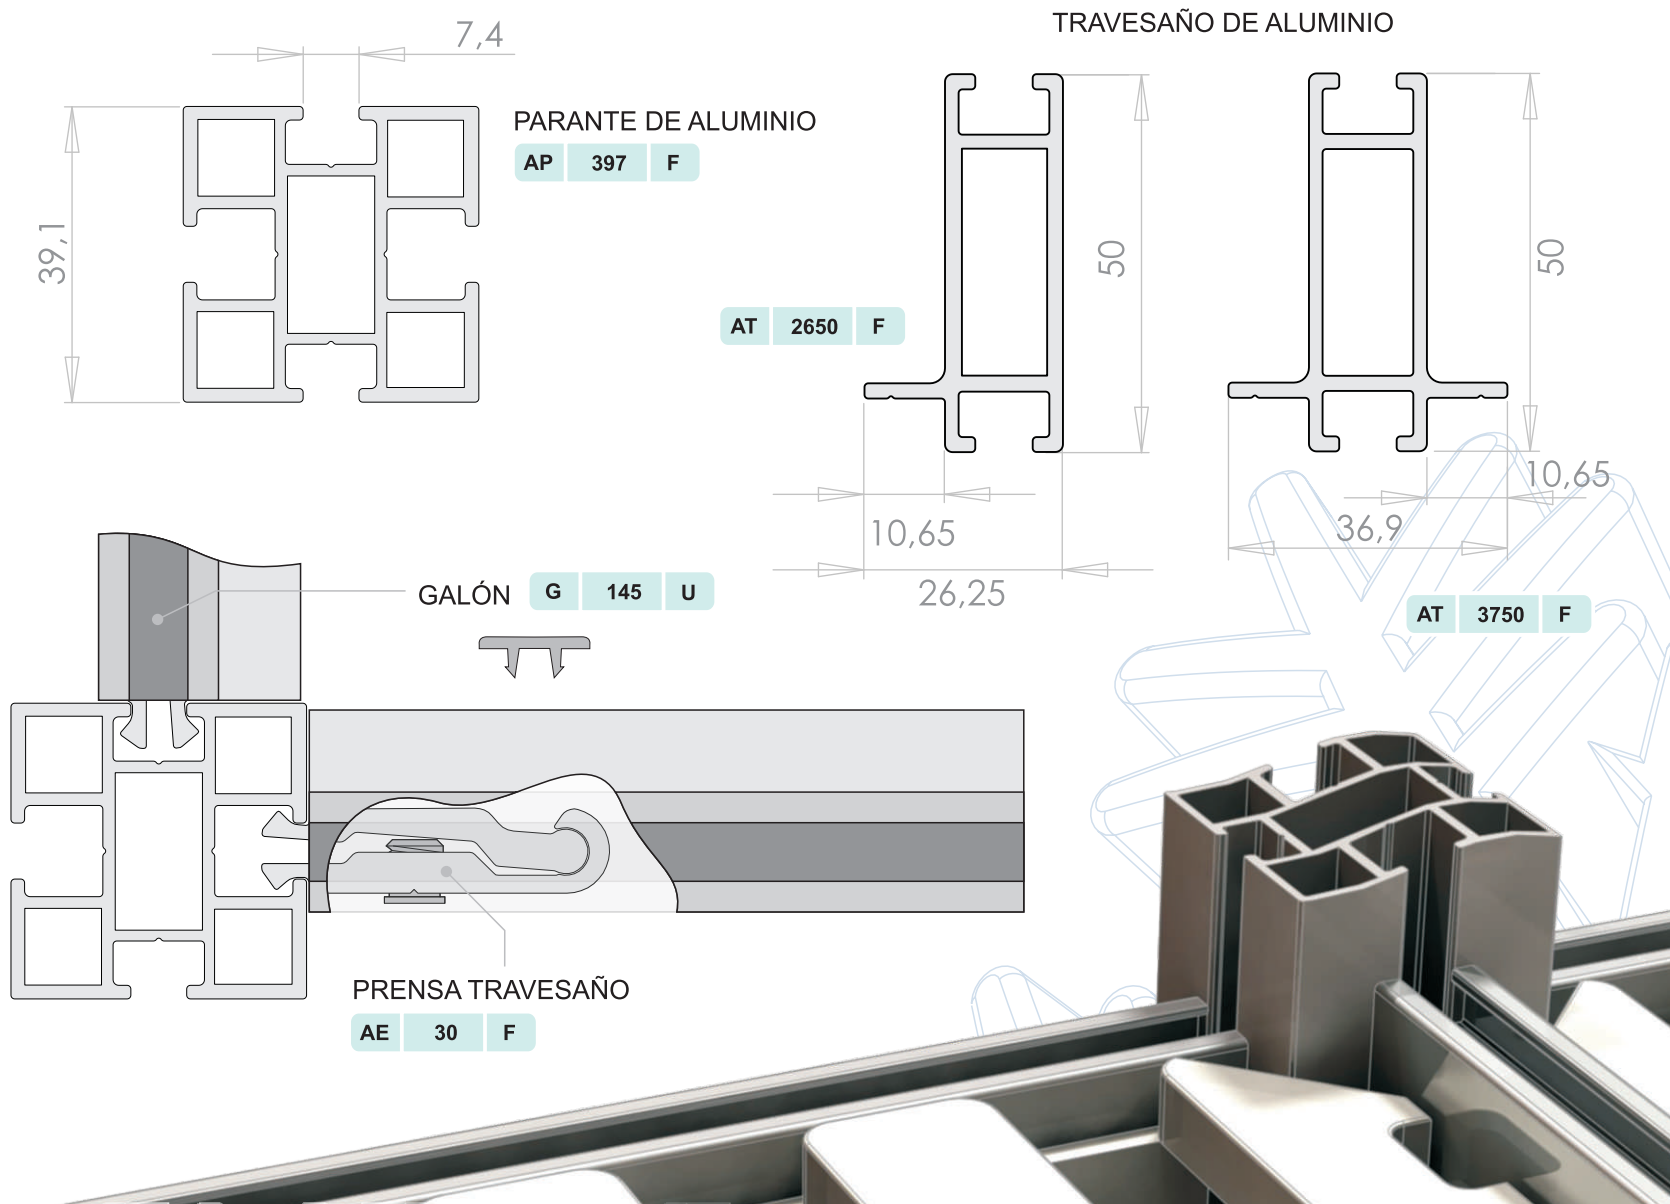 TRAVESAÑO DE ALUMINIO
7,4
PARANTE DE ALUMINIO
AP 397 F
39,1
50
50
AT 2650 F
10,65
10,65
36,9
26,25
GALÓN G 145 U
AT 3750 F
PRENSA TRAVESAÑO
AE 30 F